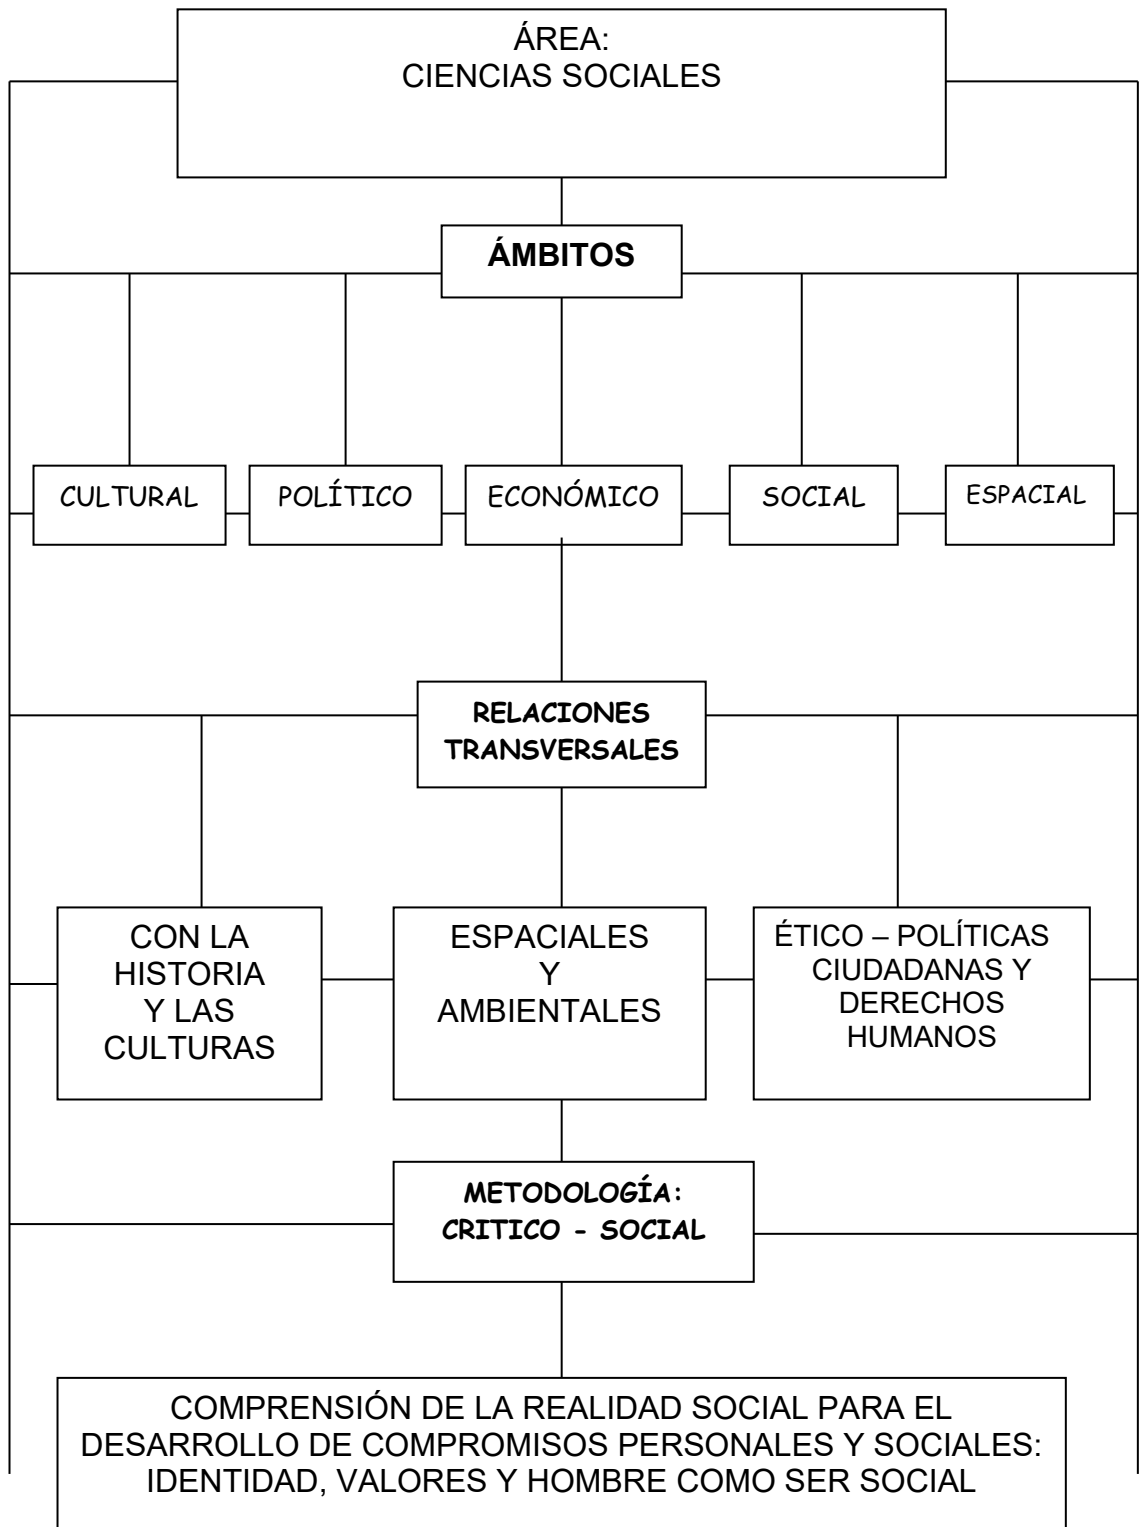 ÁREA:
CIENCIAS SOCIALES
ÁMBITOS
CULTURAL
POLÍTICO
ECONÓMICO
SOCIAL
ESPACIAL
RELACIONES
TRANSVERSALES
CON LA
HISTORIA
Y LAS
CULTURAS
ESPACIALES
Y
AMBIENTALES
ÉTICO – POLÍTICAS
CIUDADANAS Y
DERECHOS
HUMANOS
METODOLOGÍA:
CRITICO - SOCIAL
COMPRENSIÓN DE LA REALIDAD SOCIAL PARA EL
DESARROLLO DE COMPROMISOS PERSONALES Y SOCIALES:
IDENTIDAD, VALORES Y HOMBRE COMO SER SOCIAL